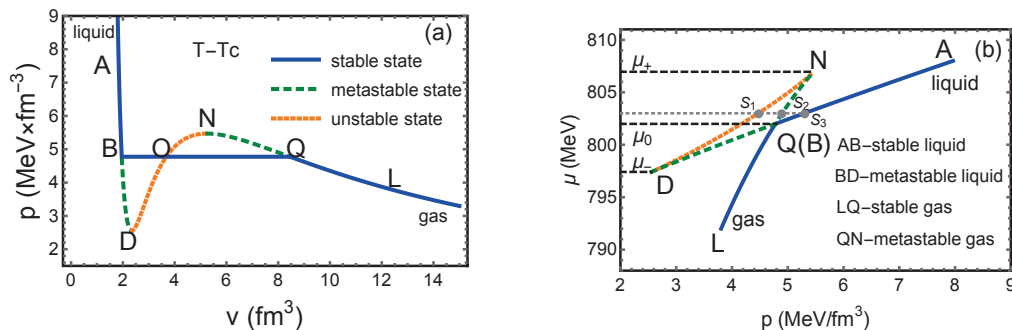 (a)
p (MeV×fm⁻³)
9
8
7
6
5
4
3
2
liquid
A
T−Tc
stable state
metastable state
unstable state
N
B
O
Q
L
D
gas
0
2
4
6
8
10
12
14
v (fm³)
(b)
μ (MeV)
810
805
800
795
790
μ₊
N
A
liquid
S₁
S₂
S₃
μ₀
Q(B)
μ₋
D
gas
L
AB−stable liquid
BD−metastable liquid
LQ−stable gas
QN−metastable gas
2
3
4
5
6
7
8
9
p (MeV/fm³)